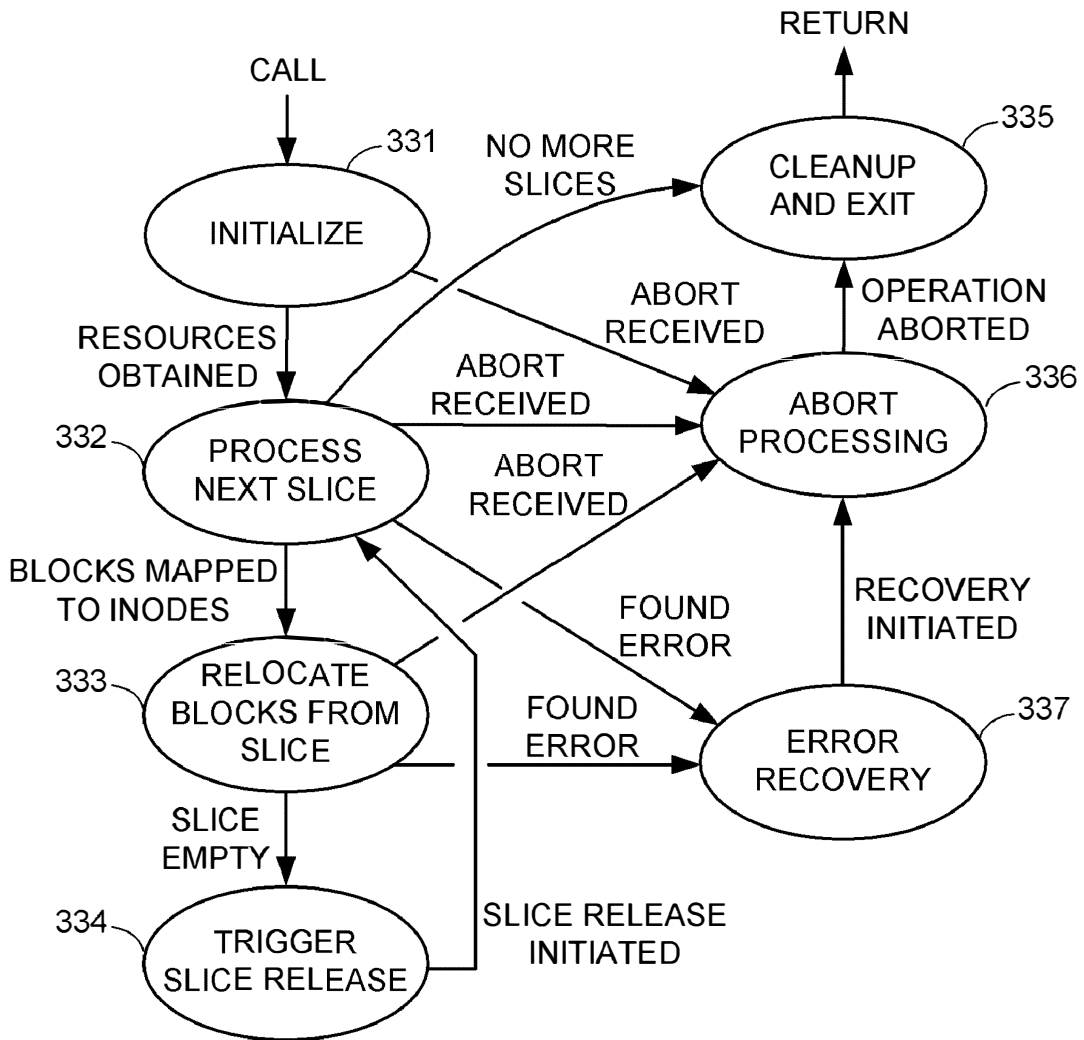 RETURN
CALL
335
331
NO MORE
SLICES
CLEANUP
AND EXIT
INITIALIZE
ABORT
RECEIVED
OPERATION
ABORTED
RESOURCES
OBTAINED
ABORT
RECEIVED
336
332
PROCESS
NEXT SLICE
ABORT
PROCESSING
ABORT
RECEIVED
BLOCKS MAPPED
TO INODES
FOUND
ERROR
RECOVERY
INITIATED
333
RELOCATE
BLOCKS FROM
SLICE
FOUND
ERROR
337
ERROR
RECOVERY
SLICE
EMPTY
334
TRIGGER
SLICE RELEASE
SLICE RELEASE
INITIATED